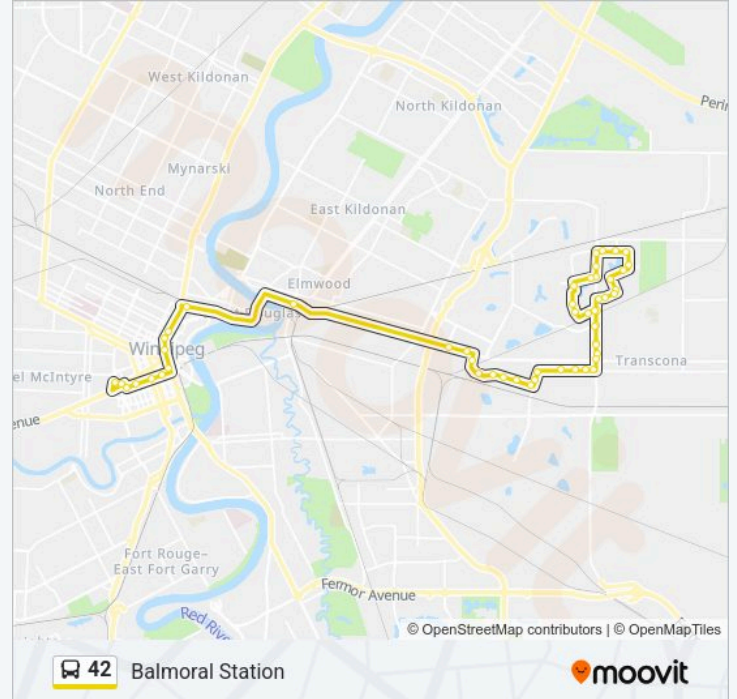 West Kildonan
North Kildonan
Mynarski
North End
East Kildonan
Elmwood
Douglas
Winnipeg
el McIntyre
enue
Transcona
Fort Rouge–
East Fort Garry
Fermor Avenue
Red Riv
© OpenStreetMap contributors | © OpenMapTiles
42 Balmoral Station
moovit